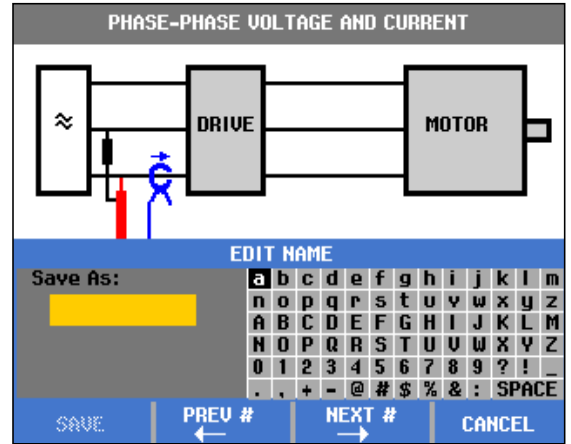 PHASE-PHASE VOLTAGE AND CURRENT
≈
DRIVE
MOTOR
EDIT NAME
Save As:
a b c d e f g h i j k l m
n o p q r s t u v w x y z
A B C D E F G H I J K L M
N O P Q R S T U V W X Y Z
0 1 2 3 4 5 6 7 8 9 ? ! _
. , + - @ # $ % & : SPACE
SAVE
PREV #
←
NEXT #
→
CANCEL